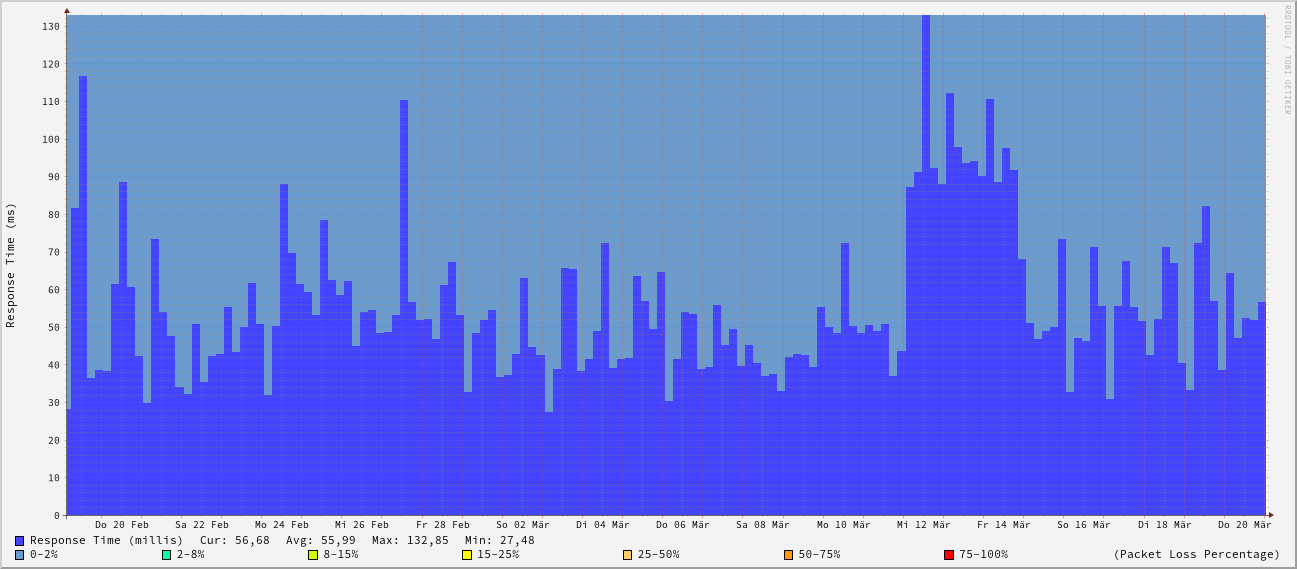 RRDTOOL / TOBI OETIKER
Response Time (ms)
130
120
110
100
90
80
70
60
50
40
30
20
10
0
Do 20 Feb Sa 22 Feb Mo 24 Feb Mi 26 Feb Fr 28 Feb So 02 Mär Di 04 Mär Do 06 Mär Sa 08 Mär Mo 10 Mär Mi 12 Mär Fr 14 Mär So 16 Mär Di 18 Mär Do 20 Mär
Response Time (millis) Cur: 56,68 Avg: 55,99 Max: 132,85 Min: 27,48
0-2% 2-8% 8-15% 15-25% 25-50% 50-75% 75-100% (Packet Loss Percentage)